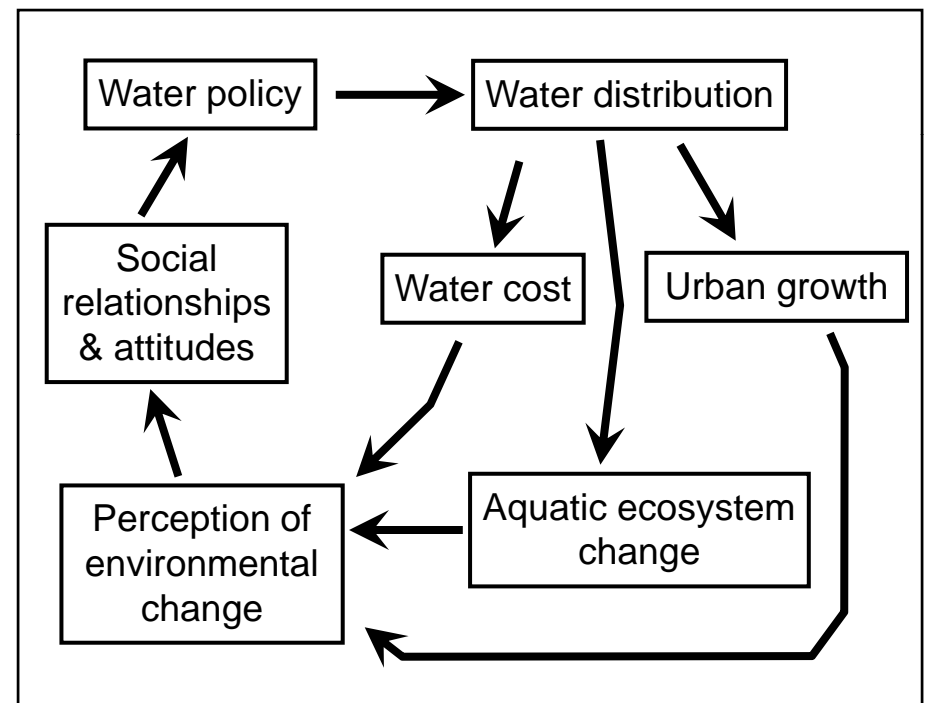 Water policy
Water distribution
Social
relationships
& attitudes
Water cost
Urban growth
Perception of
environmental
change
Aquatic ecosystem
change